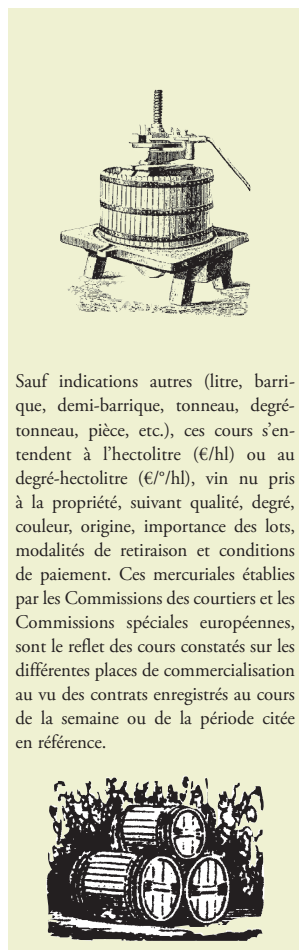 Sauf indications autres (litre, barri-
que, demi-barrique, tonneau, degré-
tonneau, pièce, etc.), ces cours s’en-
tendent à l’hectolitre (€/hl) ou au
degré-hectolitre (€/°/hl), vin nu pris
à la propriété, suivant qualité, degré,
couleur, origine, importance des lots,
modalités de retiraison et conditions
de paiement. Ces mercuriales établies
par les Commissions des courtiers et les
Commissions spéciales européennes,
sont le reflet des cours constatés sur les
différentes places de commercialisation
au vu des contrats enregistrés au cours
de la semaine ou de la période citée
en référence.